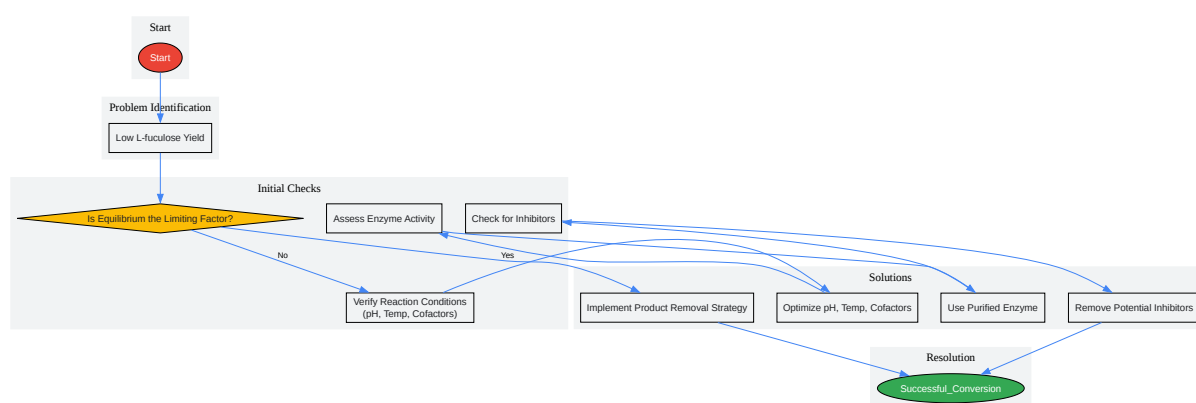 Start
Start
Problem Identification
Low L-fuculose Yield
Initial Checks
Is Equilibrium the Limiting Factor?
Assess Enzyme Activity
Check for Inhibitors
No
Yes
Verify Reaction Conditions
(pH, Temp, Cofactors)
Solutions
Implement Product Removal Strategy
Optimize pH, Temp, Cofactors
Use Purified Enzyme
Remove Potential Inhibitors
Resolution
Successful_Conversion